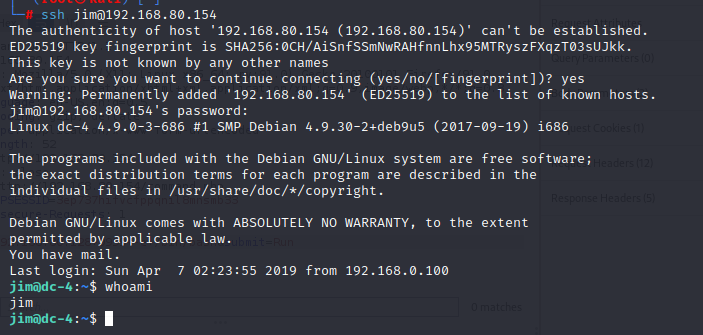 ssh jim@192.168.80.154
The authenticity of host '192.168.80.154 (192.168.80.154)' can't be established.
ED25519 key fingerprint is SHA256:0CH/AiSnfSSmNwRAHfnnLhx95MTRyszFXqzT03sUJkk.
This key is not known by any other names
Are you sure you want to continue connecting (yes/no/[fingerprint])? yes
Warning: Permanently added '192.168.80.154' (ED25519) to the list of known hosts.
jim@192.168.80.154's password:
Linux dc-4 4.9.0-3-686 #1 SMP Debian 4.9.30-2+deb9u5 (2017-09-19) i686
The programs included with the Debian GNU/Linux system are free software;
the exact distribution terms for each program are described in the
individual files in /usr/share/doc/*/copyright.
Response Headers (5)
Debian GNU/Linux comes with ABSOLUTELY NO WARRANTY, to the extent
permitted by applicable law.
You have mail.
Last login: Sun Apr  7 02:23:55 2019 from 192.168.0.100
jim@dc-4:~$ whoami
jim
0 matches
jim@dc-4:~$